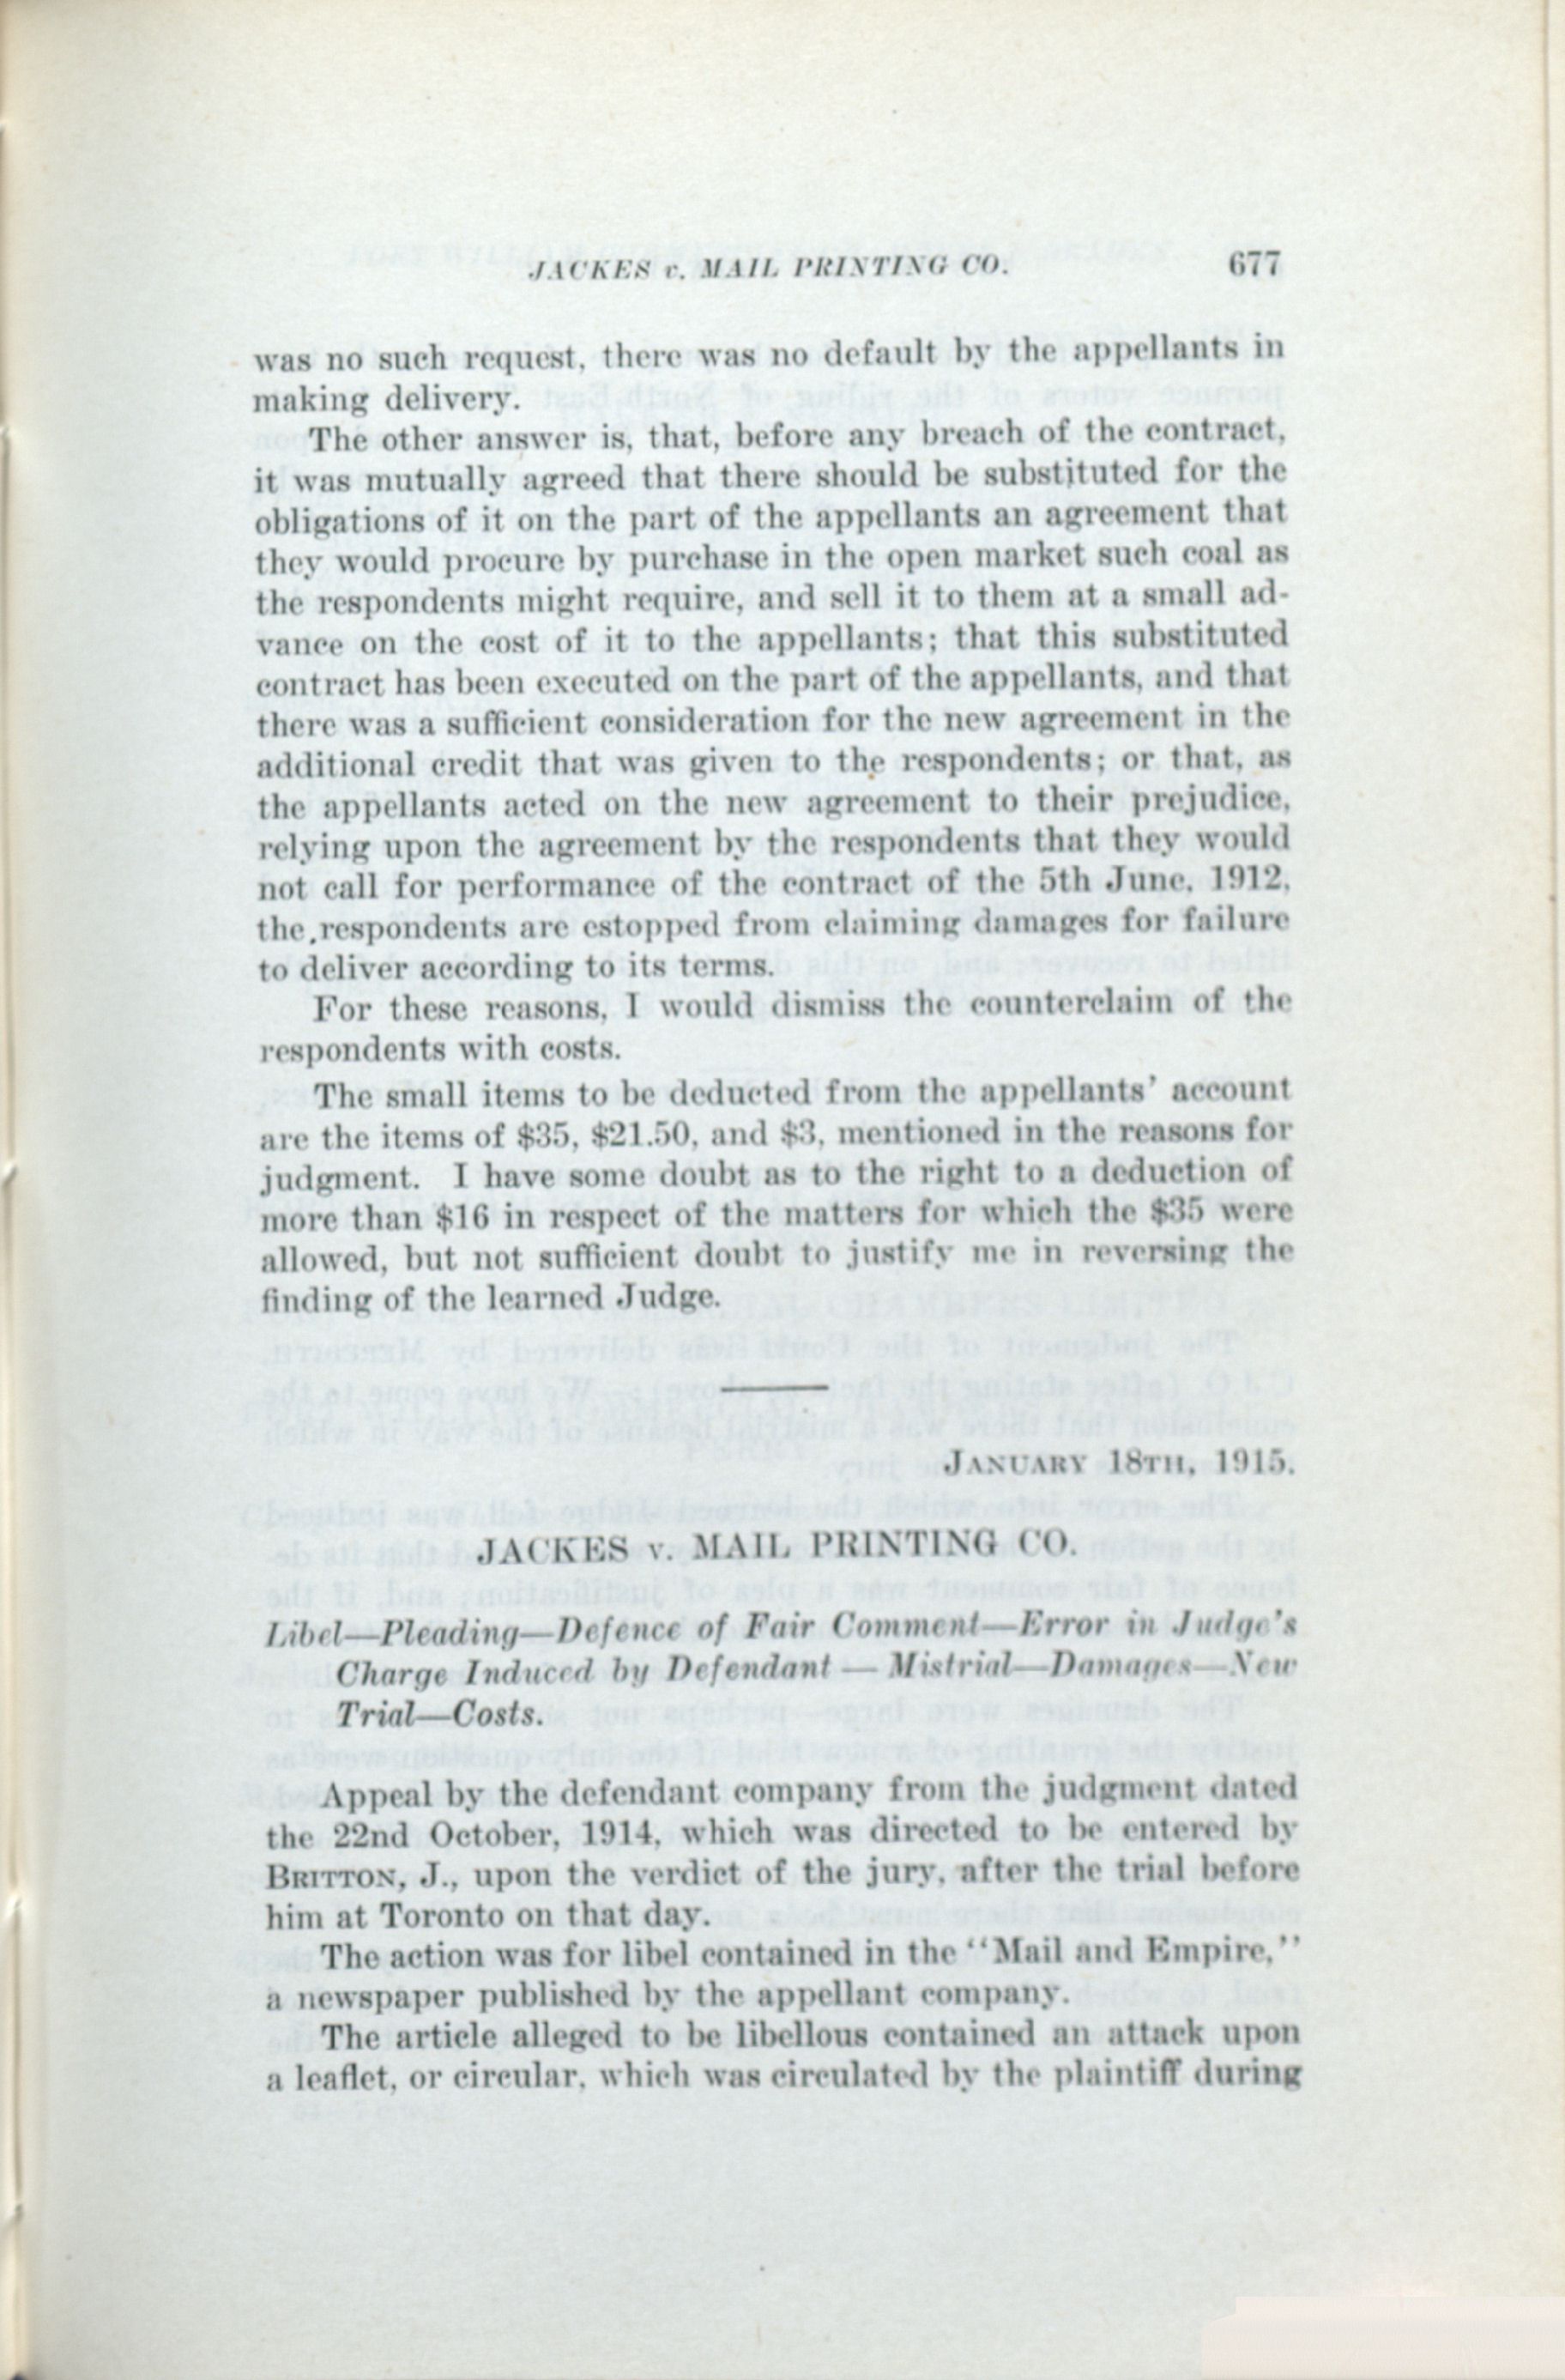 JACKES v. MAIL PRINTING CO. 677
was no such request, there was no default by the appellants in
making delivery.
The other answer is, that, before any breach of the contract,
it was mutually agreed that there should be substituted for the
obligations of it on the part of the appellants an agreement that
they would procure by purchase in the open market such coal as
the respondents might require, and sell it to them at a small ad-
vance on the cost of it to the appellants; that this substituted
contract has been executed on the part of the appellants, and that
there was a sufficient consideration for the new agreement in the
additional credit that was given to the respondents; or that, as
the appellants acted on the new agreement to their prejudice,
relying upon the agreement by the respondents that they would
not call for performance of the contract of the 5th June, 1912,
the respondents are estopped from claiming damages for failure
to deliver according to its terms.
For these reasons, I would dismiss the counterclaim of the
respondents with costs.
The small items to be deducted from the appellants' account
are the items of $35, $21.50, and $3, mentioned in the reasons for
judgment. I have some doubt as to the right to a deduction of
more than $16 in respect of the matters for which the $35 were
allowed, but not sufficient doubt to justify me in reversing the
finding of the learned Judge.
JANUARY 18TH, 1915.
JACKES v. MAIL PRINTING CO.
Libel—Pleading—Defence of Fair Comment—Error in Judge's
Charge Induced by Defendant — Mistrial—Damages—New
Trial—Costs.
Appeal by the defendant company from the judgment dated
the 22nd October, 1914, which was directed to be entered by
BRITTON, J., upon the verdict of the jury, after the trial before
him at Toronto on that day.
The action was for libel contained in the "Mail and Empire,"
a newspaper published by the appellant company.
The article alleged to be libellous contained an attack upon
a leaflet, or circular, which was circulated by the plaintiff during